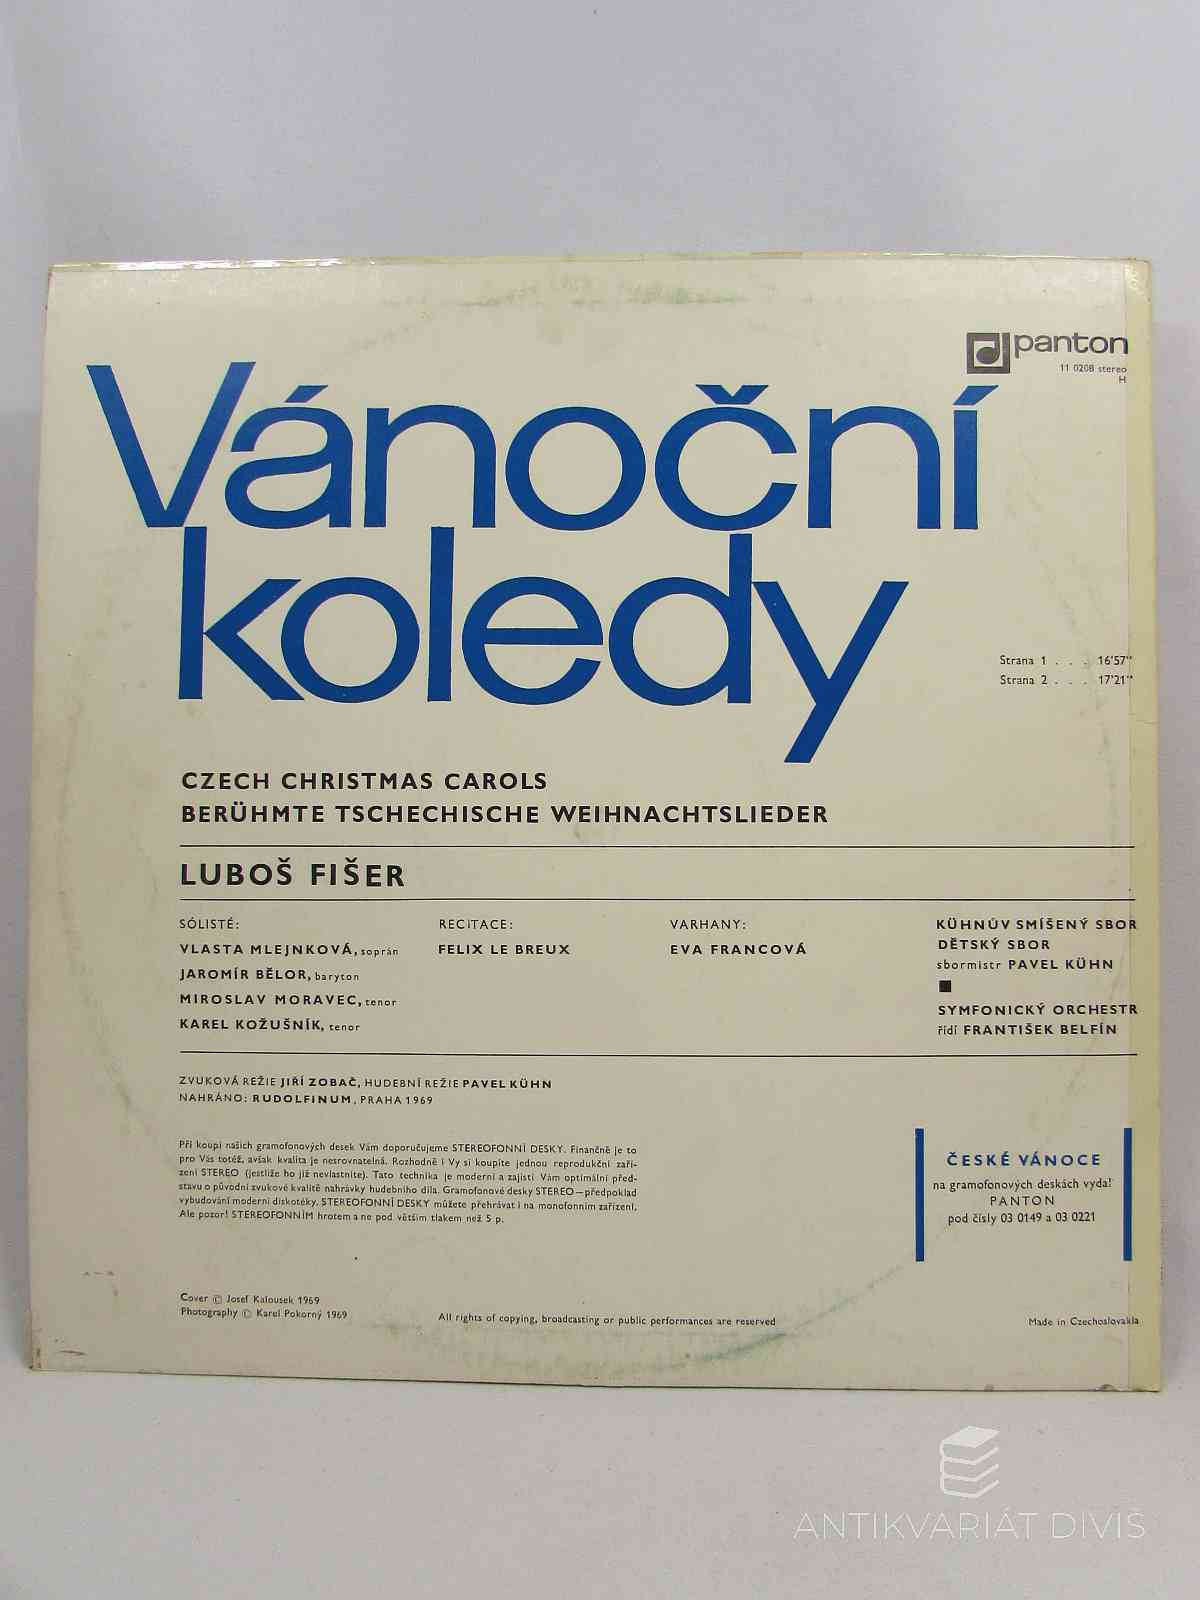 panton
11 0208 stereo
H
Vánoční
koledy
Strana 1 . . . 16'57"
Strana 2 . . . 17'21"
CZECH CHRISTMAS CAROLS
BERÜHMTE TSCHECHISCHE WEIHNACHTSLIEDER
LUBOŠ FIŠER
SÓLISTÉ:
VLASTA MLEJNKOVÁ, soprán
JAROMÍR BĚLOR, baryton
MIROSLAV MORAVEC, tenor
KAREL KOŽUŠNÍK, tenor
RECITACE:
FELIX LE BREUX
VARHANY:
EVA FRANCOVÁ
KÜHNŮV SMÍŠENÝ SBOR
DĚTSKÝ SBOR
sbormistr PAVEL KÜHN
SYMFONICKÝ ORCHESTR
řídí FRANTIŠEK BELFÍN
ZVUKOVÁ REŽIE JIŘÍ ZOBAČ, HUDEBNÍ REŽIE PAVEL KÜHN
NAHRÁNO: RUDOLFINUM, PRAHA 1969
Při koupi našich gramofonových desek Vám doporučujeme STEREOFONNÍ DESKY. Finančně je to
pro Vás totéž, avšak kvalita je nesrovnatelná. Rozhodně i Vy si koupíte jednou reprodukční zaří-
zení STEREO (jestliže ho již nevlastníte). Tato technika je moderní a zajistí Vám optimální před-
stavu o původní zvukové kvalitě nahrávky hudebního díla. Gramofonové desky STEREO—předpoklad
vybudování moderní diskotéky. STEREOFONNÍ DESKY můžete přehrávat i na monofonním zařízení.
Ale pozor! STEREOFONNÍM hrotem a ne pod větším tlakem než 5 p.
ČESKÉ VÁNOCE
na gramofonových deskách vydal
PANTON
pod čísly 03 0149 a 03 0221
Cover © Josef Kalousek 1969
Photography © Karel Pokorný 1969
All rights of copying, broadcasting or public performances are reserved
Made in Czechoslovakia
ANTIKVARIÁT DIVIŠ